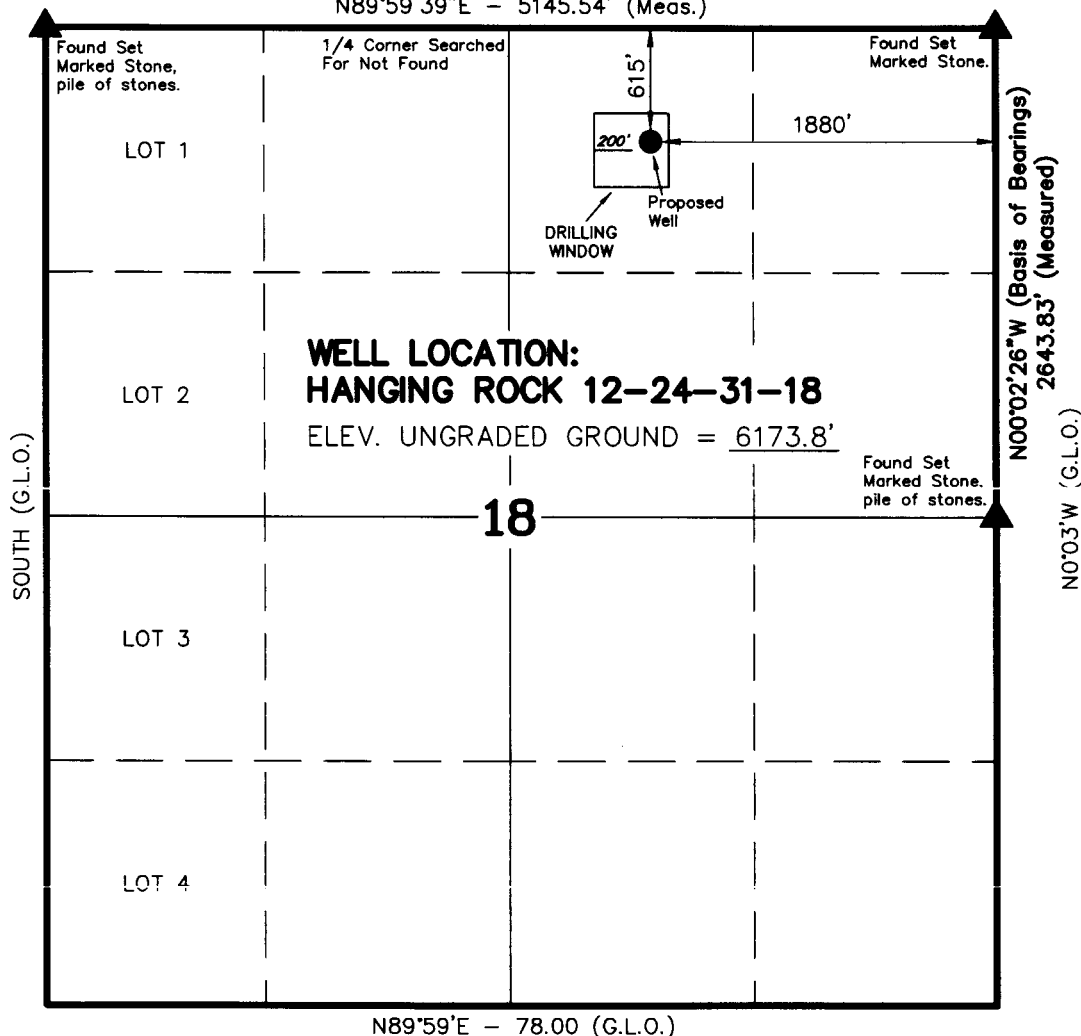 N89°59'39"E - 5145.54' (Meas.)
Found Set
Marked Stone,
pile of stones.
1/4 Corner Searched
For Not Found
Found Set
Marked Stone.
615'
1880'
200'
Proposed
Well
DRILLING
WINDOW
LOT 1
N00°02'26"W (Basis of Bearings)
2643.83' (Measured)
WELL LOCATION:
HANGING ROCK 12-24-31-18
ELEV. UNGRADED GROUND = 6173.8'
LOT 2
Found Set
Marked Stone.
pile of stones.
SOUTH (G.L.O.)
18
N0°03'W (G.L.O.)
LOT 3
LOT 4
N89°59'E - 78.00 (G.L.O.)